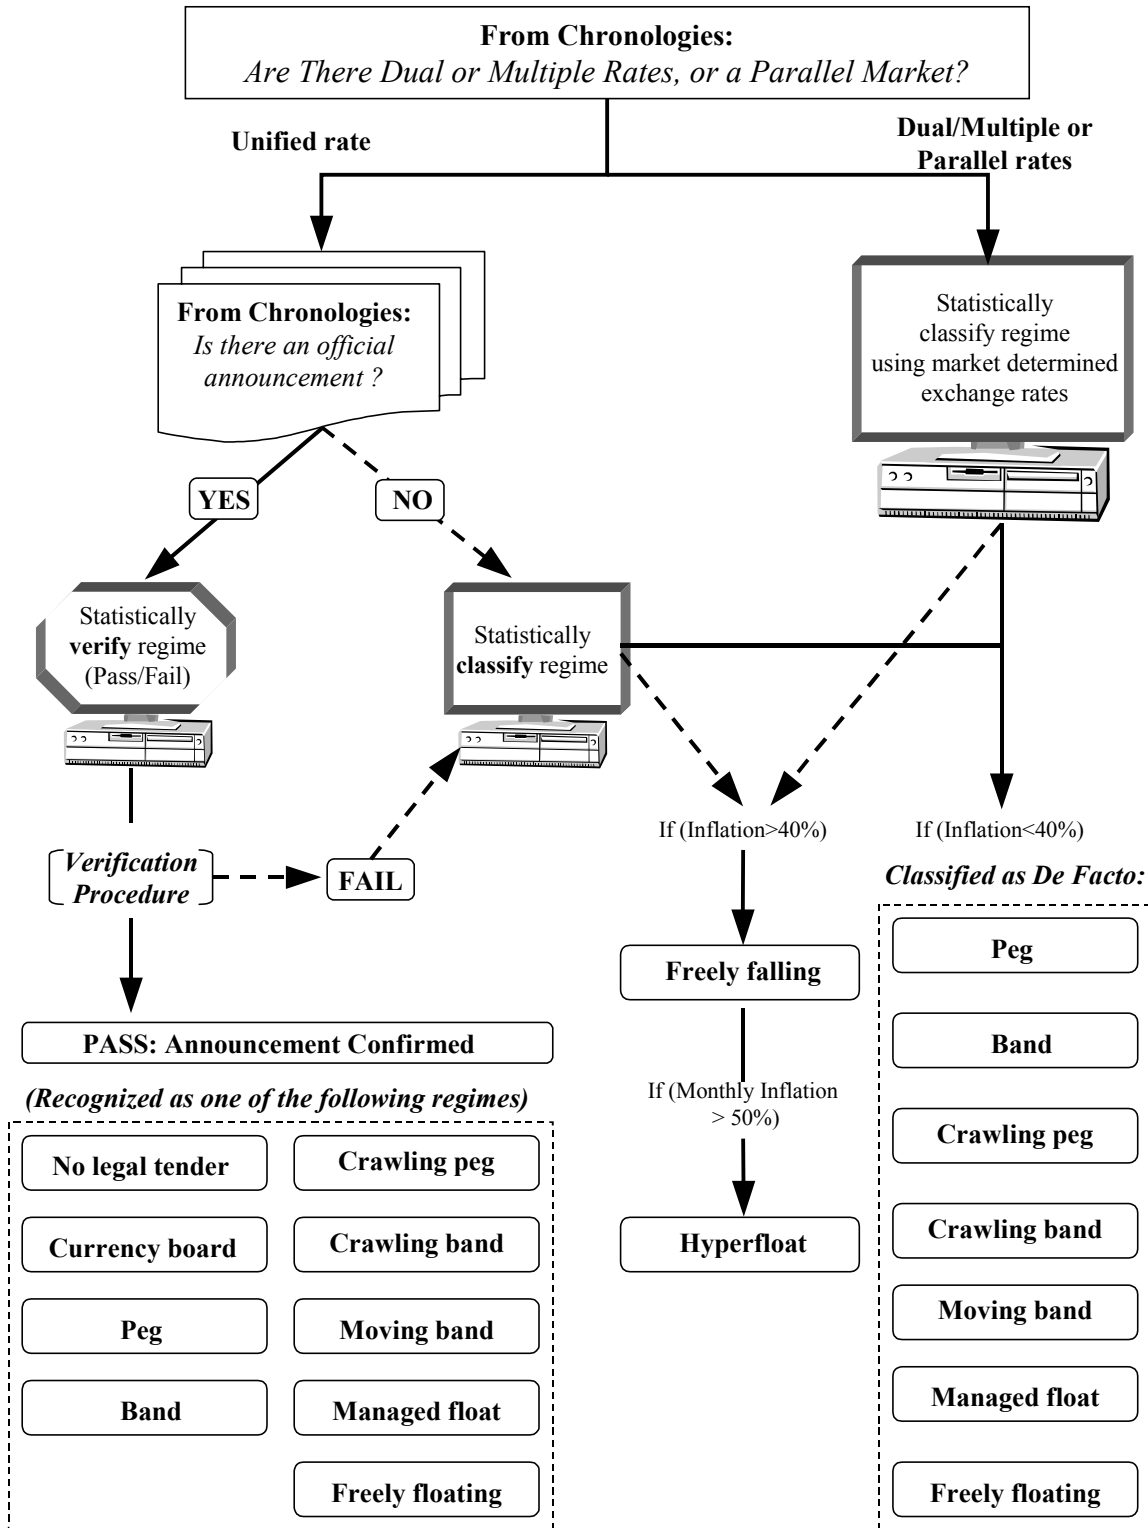 From Chronologies:
Are There Dual or Multiple Rates, or a Parallel Market?
Unified rate
Dual/Multiple or
Parallel rates
From Chronologies:
Is there an official
announcement ?
Statistically
classify regime
using market determined
exchange rates
YES
NO
Statistically
verify regime
(Pass/Fail)
Statistically
classify regime
If (Inflation>40%)
If (Inflation<40%)
Verification
Procedure
FAIL
Classified as De Facto:
Peg
Freely falling
Band
PASS: Announcement Confirmed
(Recognized as one of the following regimes)
If (Monthly Inflation
> 50%)
No legal tender
Crawling peg
Crawling peg
Currency board
Crawling band
Hyperfloat
Crawling band
Peg
Moving band
Moving band
Band
Managed float
Managed float
Freely floating
Freely floating